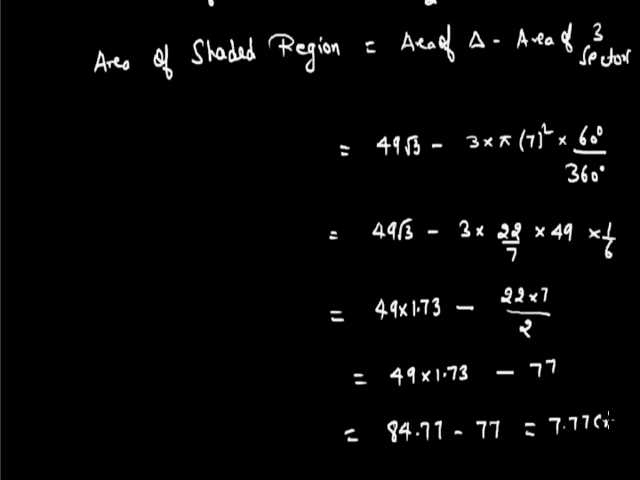 Area of Shaded Region = Area of Δ - Area of 3 Sector
= 49√3 - 3 × π (7)² × 60°/360°
= 49√3 - 3 × 22/7 × 49 × 1/6
= 49×1.73 - 22×7/2
= 49×1.73 - 77
= 84.77 - 77 = 7.77